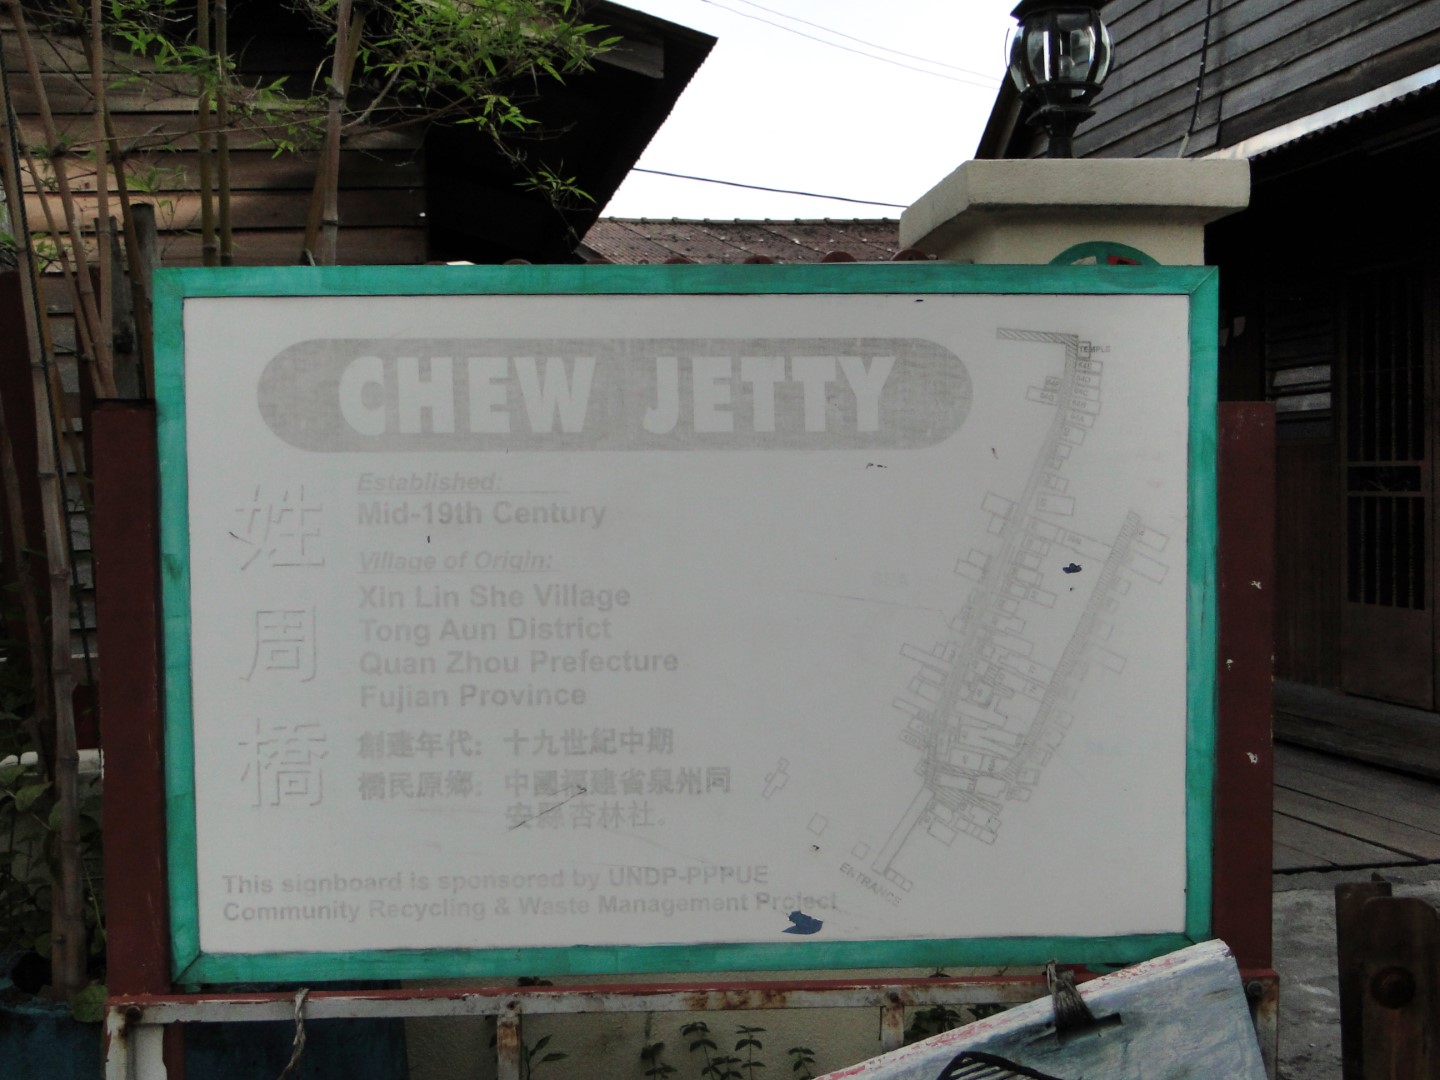 CHEW JETTY
姓周橋
Established:
Mid-19th Century
Village of Origin:
Xin Lin She Village
Tong Aun District
Quan Zhou Prefecture
Fujian Province
創建年代: 十九世紀中期
橋民原鄉: 中國福建省泉州同
安縣杏林社。
This signboard is sponsored by UNDP-PPPUE
Community Recycling & Waste Management Project
TEMPLE
ENTRANCE